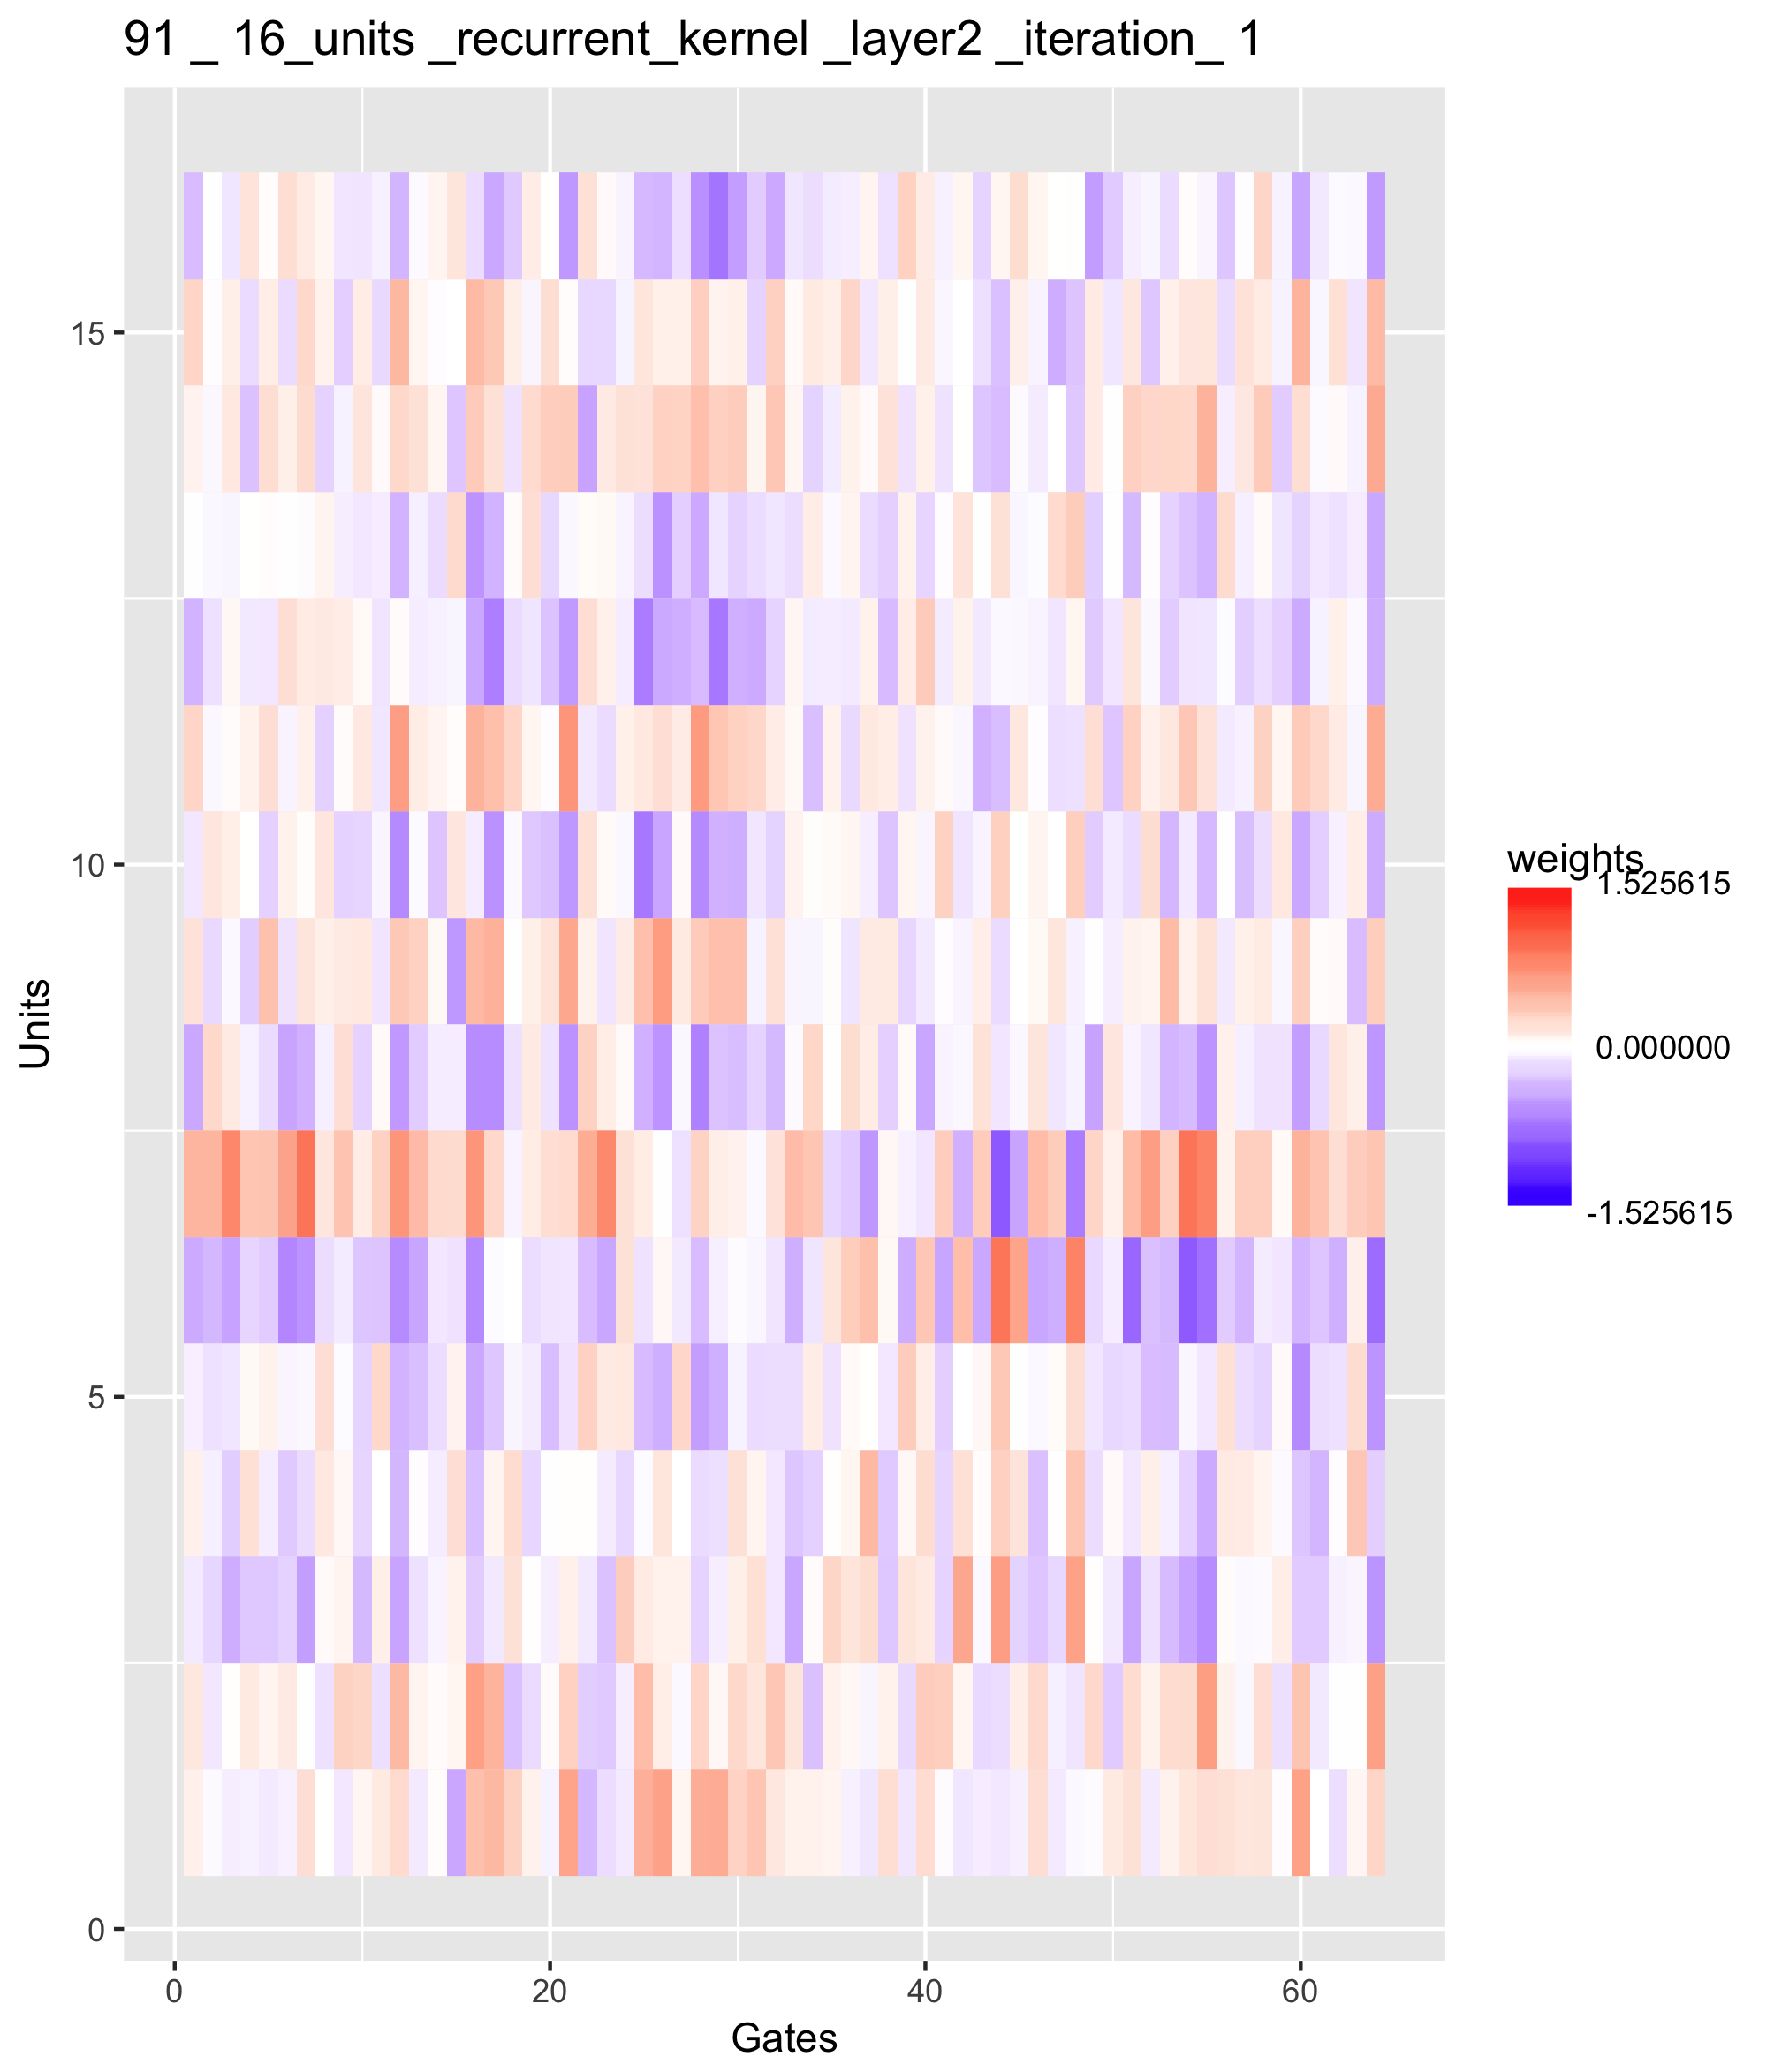 91 _ 16_units _recurrent_kernel _layer2 _iteration_ 1
15
10
5
0
Units
0 20 40 60
Gates
weights
1.525615
0.000000
-1.525615